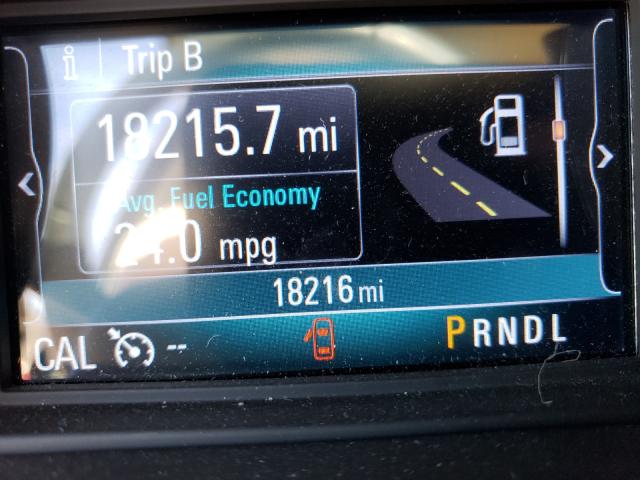 i Trip B
18215.7 mi
Avg. Fuel Economy
24.0 mpg
18216 mi
CAL -- PRNDL